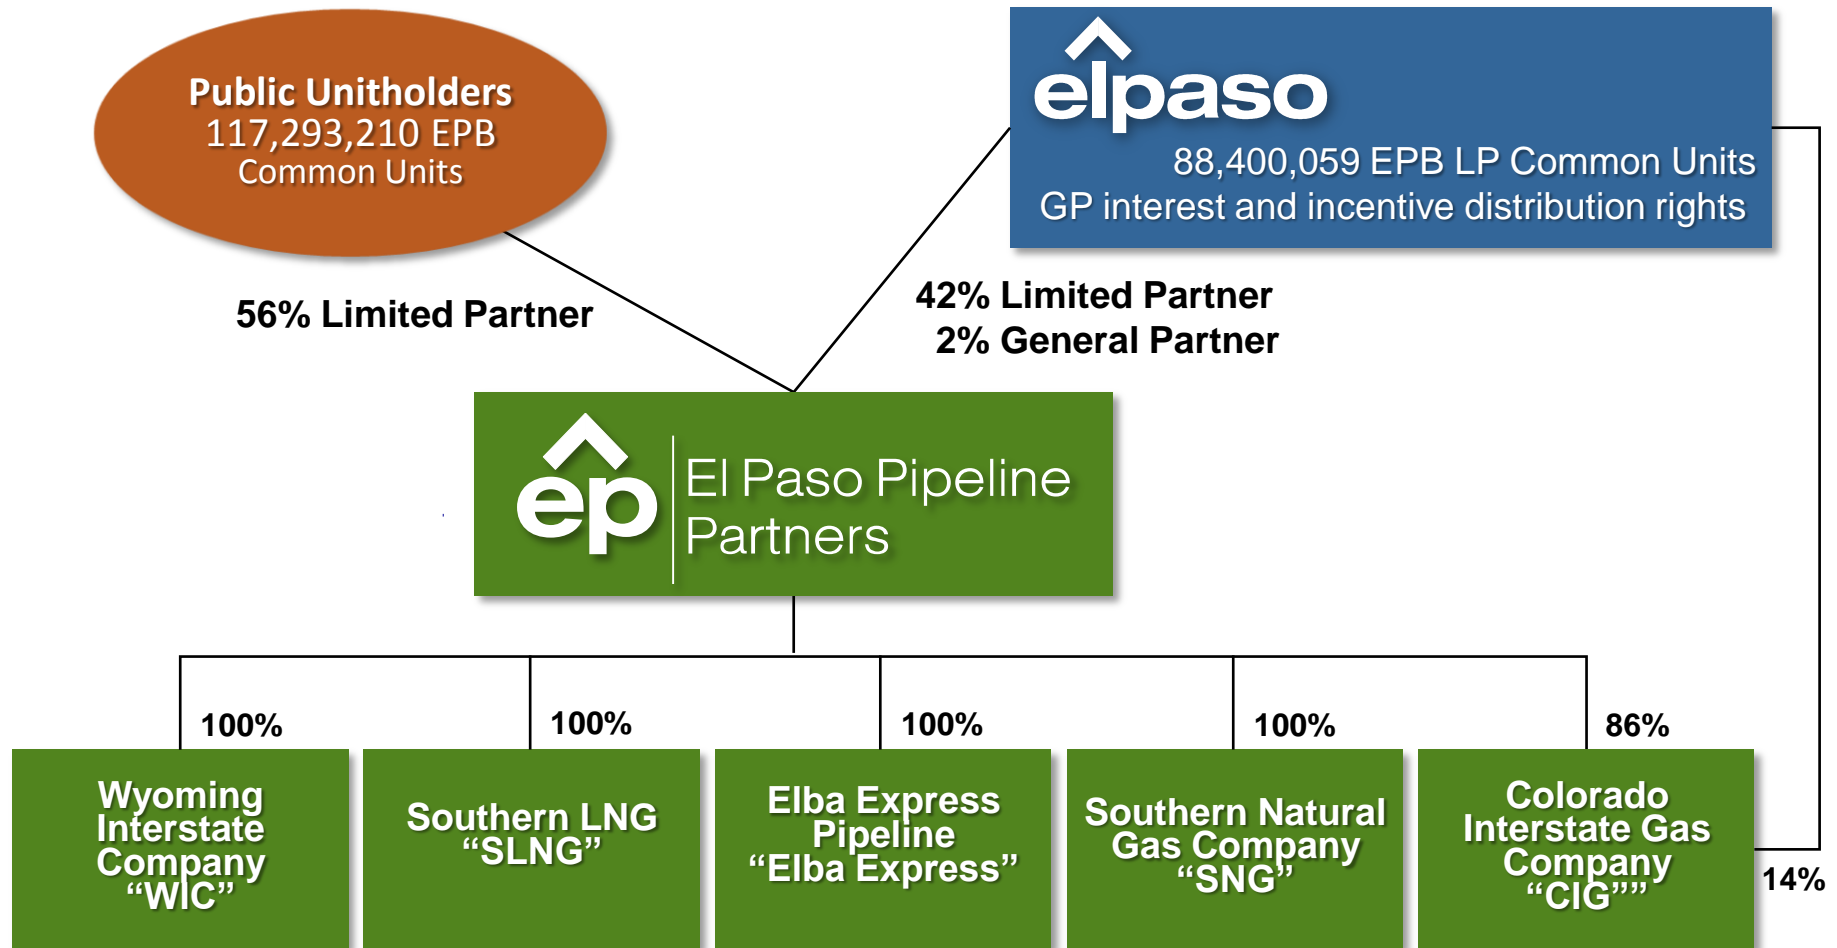 Public Unitholders
117,293,210 EPB
Common Units
elpaso
88,400,059 EPB LP Common Units
GP interest and incentive distribution rights
56% Limited Partner
42% Limited Partner
2% General Partner
ep
El Paso Pipeline
Partners
100%
100%
100%
100%
86%
Wyoming
Interstate
Company
“WIC”
Southern LNG
“SLNG”
Elba Express
Pipeline
“Elba Express”
Southern Natural
Gas Company
“SNG”
Colorado
Interstate Gas
Company
“CIG””
14%